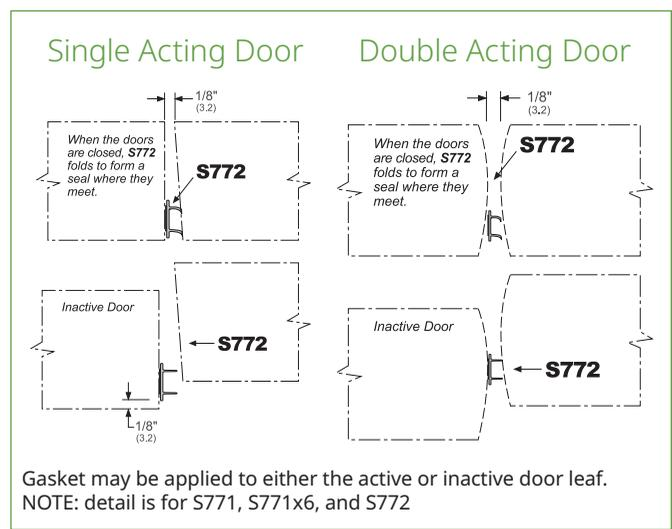 Single Acting Door
1/8"
(3.2)
When the doors
are closed, S772
folds to form a
seal where they
meet.
S772
Inactive Door
S772
1/8"
(3.2)
Double Acting Door
1/8"
(3.2)
When the doors
are closed, S772
folds to form a
seal where they
meet.
S772
Inactive Door
S772
Gasket may be applied to either the active or inactive door leaf.
NOTE: detail is for S771, S771x6, and S772